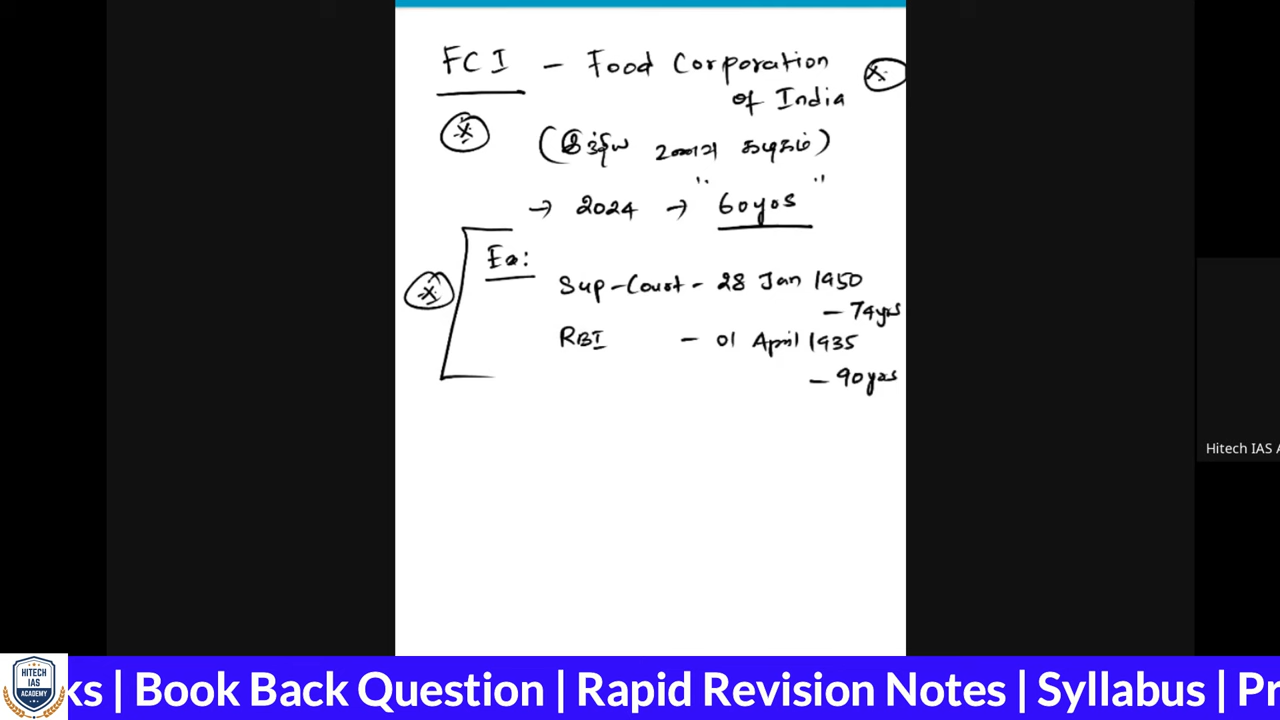 FCI - Food Corporation
of India
(இந்திய உணவு கழகம்)
→ 2024 → "60yrs"
Ex:
Sup-Court - 28 Jan 1950
- 74yrs
RBI - 01 April 1935
- 90yrs
Hitech IAS A
HITECH
IAS
ACADEMY
ks | Book Back Question | Rapid Revision Notes | Syllabus | Pr